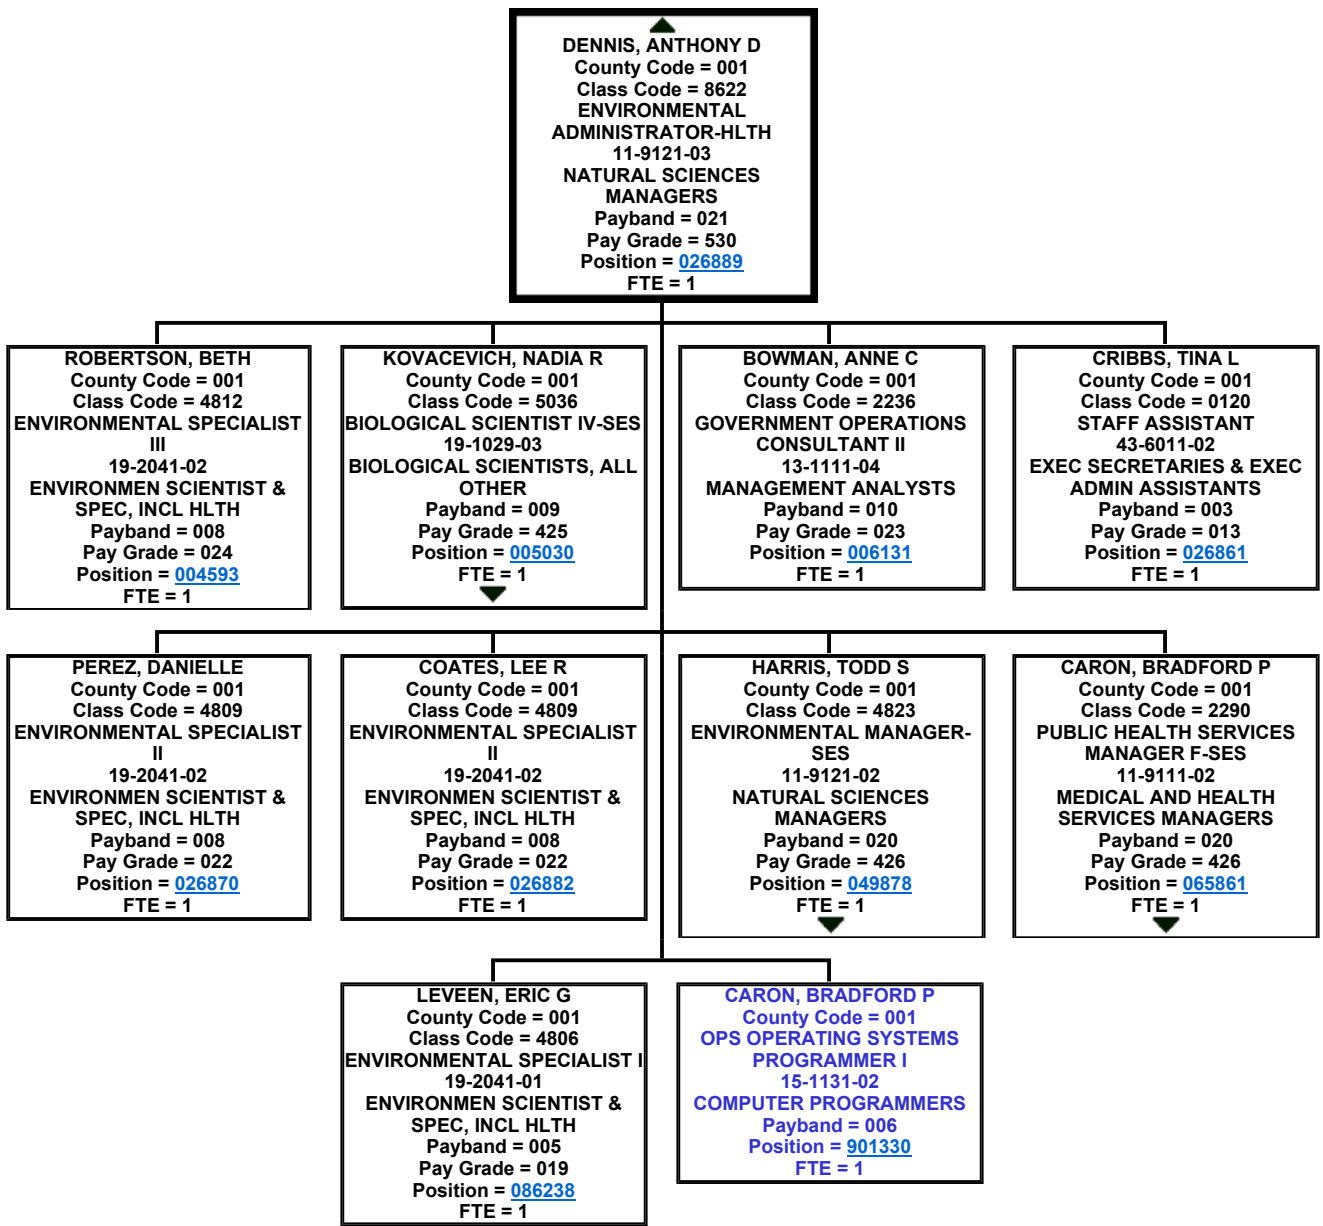 DENNIS, ANTHONY D
County Code = 001
Class Code = 8622
ENVIRONMENTAL
ADMINISTRATOR-HLTH
11-9121-03
NATURAL SCIENCES
MANAGERS
Payband = 021
Pay Grade = 530
Position = 026889
FTE = 1
ROBERTSON, BETH
County Code = 001
Class Code = 4812
ENVIRONMENTAL SPECIALIST
III
19-2041-02
ENVIRONMEN SCIENTIST &
SPEC, INCL HLTH
Payband = 008
Pay Grade = 024
Position = 004593
FTE = 1
KOVACEVICH, NADIA R
County Code = 001
Class Code = 5036
BIOLOGICAL SCIENTIST IV-SES
19-1029-03
BIOLOGICAL SCIENTISTS, ALL
OTHER
Payband = 009
Pay Grade = 425
Position = 005030
FTE = 1
BOWMAN, ANNE C
County Code = 001
Class Code = 2236
GOVERNMENT OPERATIONS
CONSULTANT II
13-1111-04
MANAGEMENT ANALYSTS
Payband = 010
Pay Grade = 023
Position = 006131
FTE = 1
CRIBBS, TINA L
County Code = 001
Class Code = 0120
STAFF ASSISTANT
43-6011-02
EXEC SECRETARIES & EXEC
ADMIN ASSISTANTS
Payband = 003
Pay Grade = 013
Position = 026861
FTE = 1
PEREZ, DANIELLE
County Code = 001
Class Code = 4809
ENVIRONMENTAL SPECIALIST
II
19-2041-02
ENVIRONMEN SCIENTIST &
SPEC, INCL HLTH
Payband = 008
Pay Grade = 022
Position = 026870
FTE = 1
COATES, LEE R
County Code = 001
Class Code = 4809
ENVIRONMENTAL SPECIALIST
II
19-2041-02
ENVIRONMEN SCIENTIST &
SPEC, INCL HLTH
Payband = 008
Pay Grade = 022
Position = 026882
FTE = 1
HARRIS, TODD S
County Code = 001
Class Code = 4823
ENVIRONMENTAL MANAGER-
SES
11-9121-02
NATURAL SCIENCES
MANAGERS
Payband = 020
Pay Grade = 426
Position = 049878
FTE = 1
CARON, BRADFORD P
County Code = 001
Class Code = 2290
PUBLIC HEALTH SERVICES
MANAGER F-SES
11-9111-02
MEDICAL AND HEALTH
SERVICES MANAGERS
Payband = 020
Pay Grade = 426
Position = 065861
FTE = 1
LEVEEN, ERIC G
County Code = 001
Class Code = 4806
ENVIRONMENTAL SPECIALIST I
19-2041-01
ENVIRONMEN SCIENTIST &
SPEC, INCL HLTH
Payband = 005
Pay Grade = 019
Position = 086238
FTE = 1
CARON, BRADFORD P
County Code = 001
OPS OPERATING SYSTEMS
PROGRAMMER I
15-1131-02
COMPUTER PROGRAMMERS
Payband = 006
Position = 901330
FTE = 1